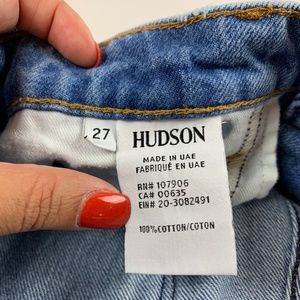 27
HUDSON
MADE IN UAE
FABRIQUÉ EN UAE
RN# 107906
CA# 00635
EIN# 20-3082491
100% COTTON/COTON